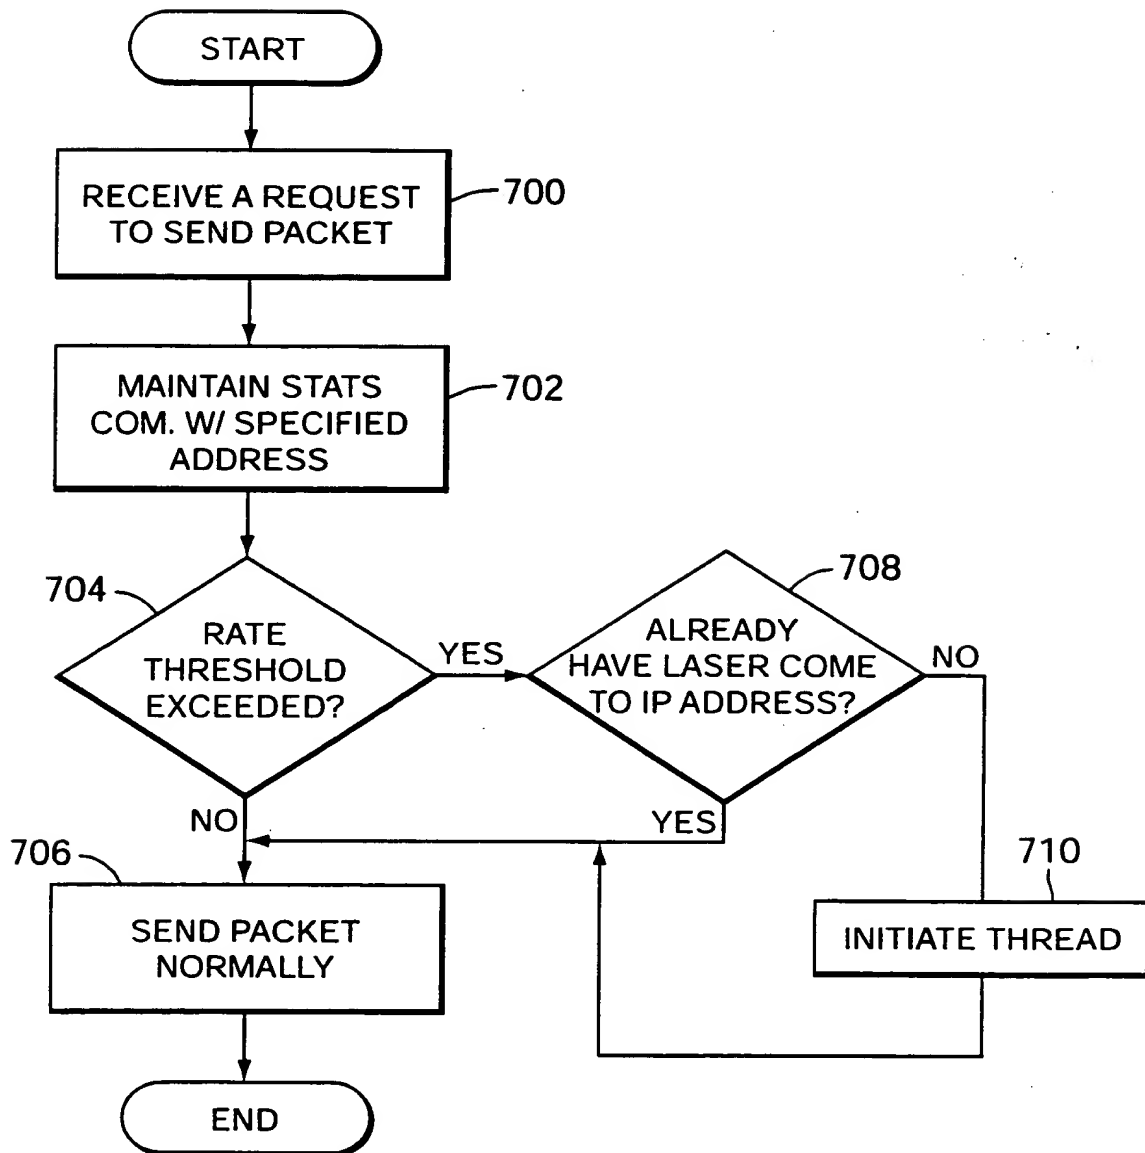 START
RECEIVE A REQUEST
TO SEND PACKET
700
MAINTAIN STATS
COM. W/ SPECIFIED
ADDRESS
702
704
RATE
THRESHOLD
EXCEEDED?
YES
NO
708
ALREADY
HAVE LASER COME
TO IP ADDRESS?
NO
YES
706
SEND PACKET
NORMALLY
710
INITIATE THREAD
END